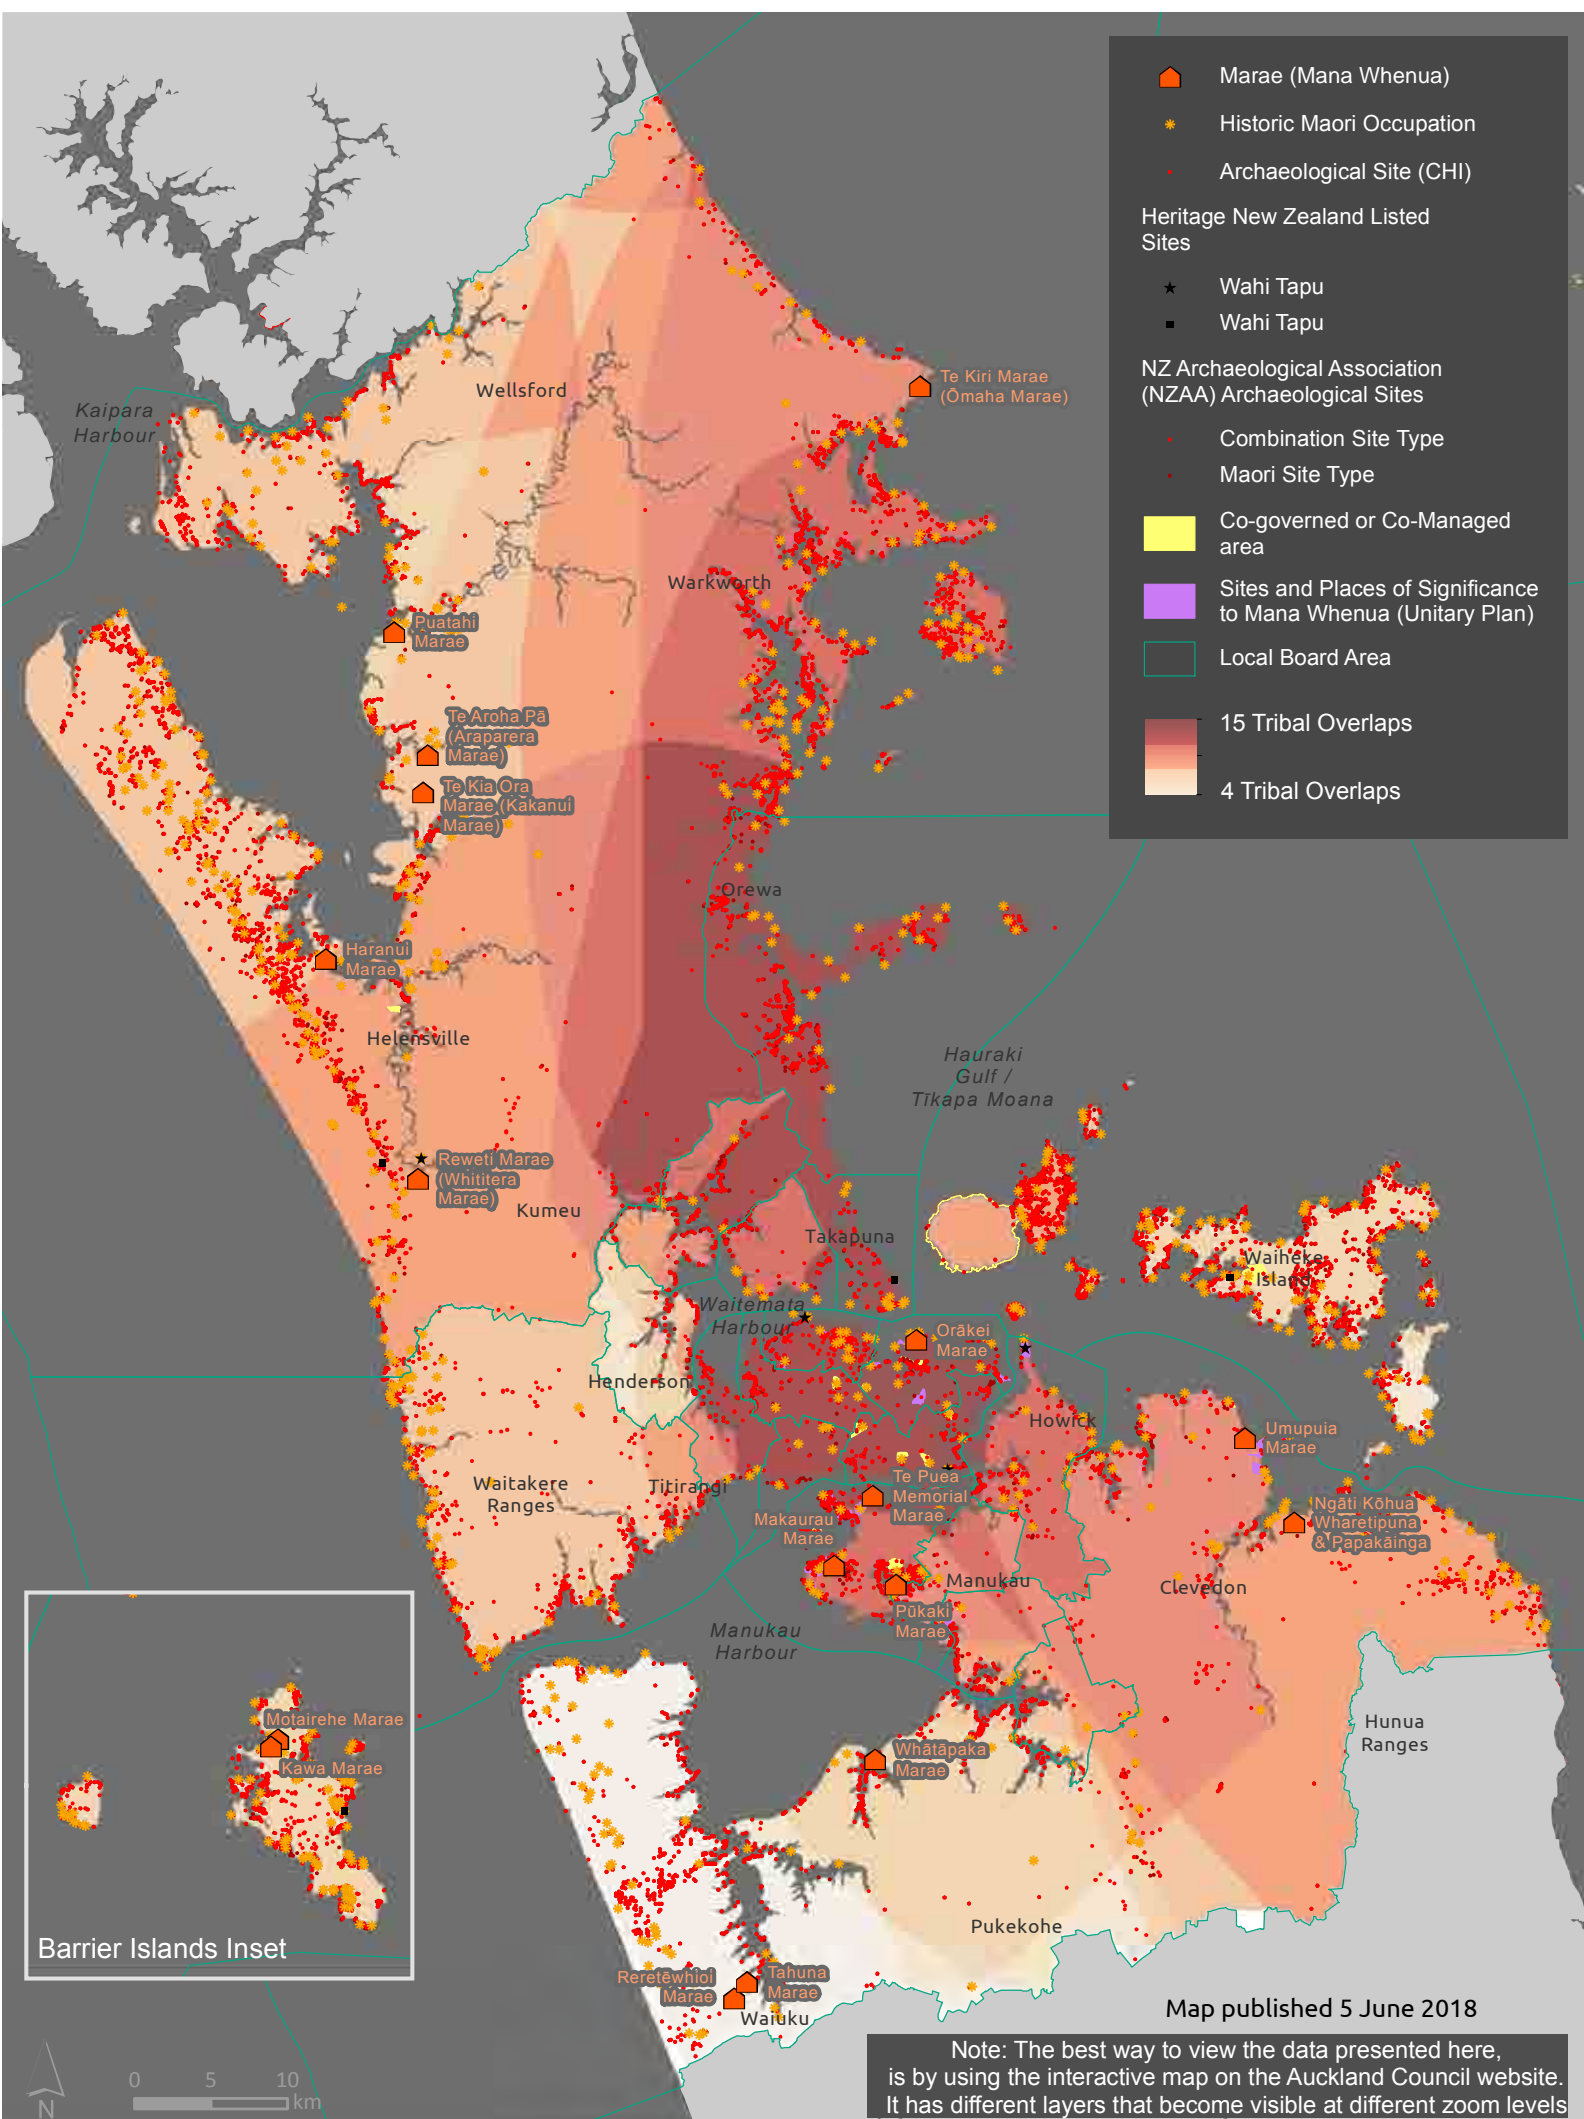 Marae (Mana Whenua)
Historic Maori Occupation
Archaeological Site (CHI)
Heritage New Zealand Listed
Sites
Wahi Tapu
Wahi Tapu
NZ Archaeological Association
(NZAA) Archaeological Sites
Combination Site Type
Maori Site Type
Co-governed or Co-Managed
area
Sites and Places of Significance
to Mana Whenua (Unitary Plan)
Local Board Area
15 Tribal Overlaps
4 Tribal Overlaps
Te Kiri Marae
(Ōmaha Marae)
Wellsford
Kaipara
Harbour
Warkworth
Puatahi
Marae
Te Aroha Pā
(Araparera
Marae)
Te Kia Ora
Marae (Kakanui
Marae)
Orewa
Haranui
Marae
Helensville
Hauraki
Gulf /
Tīkapa Moana
Reweti Marae
(Whititera
Marae)
Kumeu
Takapuna
Waiheke
Island
Waitemata
Harbour
Orākei
Marae
Henderson
Howick
Umupuia
Marae
Waitakere
Ranges
Titirangi
Te Puea
Memorial
Marae
Makaurau
Marae
Ngāti Kōhua
Wharetipuna
& Papakāinga
Manukau
Clevedon
Pūkaki
Marae
Manukau
Harbour
Motairehe Marae
Kawa Marae
Whātāpaka
Marae
Hunua
Ranges
Barrier Islands Inset
Pukekohe
Reretēwhioi
Marae
Tahuna
Marae
Waiuku
Map published 5 June 2018
Note: The best way to view the data presented here,
is by using the interactive map on the Auckland Council website.
It has different layers that become visible at different zoom levels
0 5 10
km
N